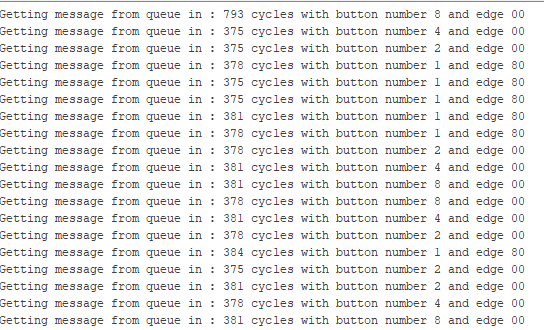 Getting message from queue in : 793 cycles with button number 8 and edge 00
Getting message from queue in : 375 cycles with button number 4 and edge 00
Getting message from queue in : 375 cycles with button number 2 and edge 00
Getting message from queue in : 378 cycles with button number 1 and edge 80
Getting message from queue in : 375 cycles with button number 1 and edge 80
Getting message from queue in : 375 cycles with button number 1 and edge 80
Getting message from queue in : 381 cycles with button number 1 and edge 80
Getting message from queue in : 378 cycles with button number 1 and edge 80
Getting message from queue in : 378 cycles with button number 2 and edge 00
Getting message from queue in : 381 cycles with button number 4 and edge 00
Getting message from queue in : 381 cycles with button number 8 and edge 00
Getting message from queue in : 378 cycles with button number 8 and edge 00
Getting message from queue in : 381 cycles with button number 4 and edge 00
Getting message from queue in : 378 cycles with button number 2 and edge 00
Getting message from queue in : 384 cycles with button number 1 and edge 80
Getting message from queue in : 375 cycles with button number 2 and edge 00
Getting message from queue in : 381 cycles with button number 2 and edge 00
Getting message from queue in : 378 cycles with button number 4 and edge 00
Getting message from queue in : 381 cycles with button number 8 and edge 00